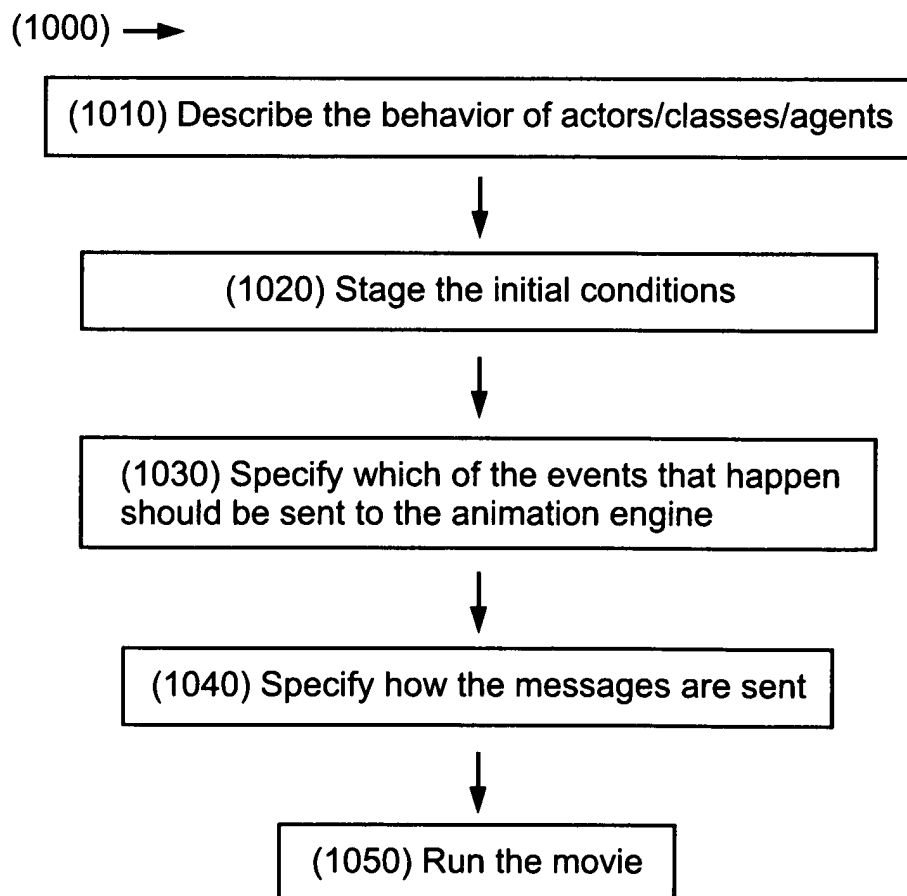 (1000)
(1010) Describe the behavior of actors/classes/agents
(1020) Stage the initial conditions
(1030) Specify which of the events that happen
should be sent to the animation engine
(1040) Specify how the messages are sent
(1050) Run the movie